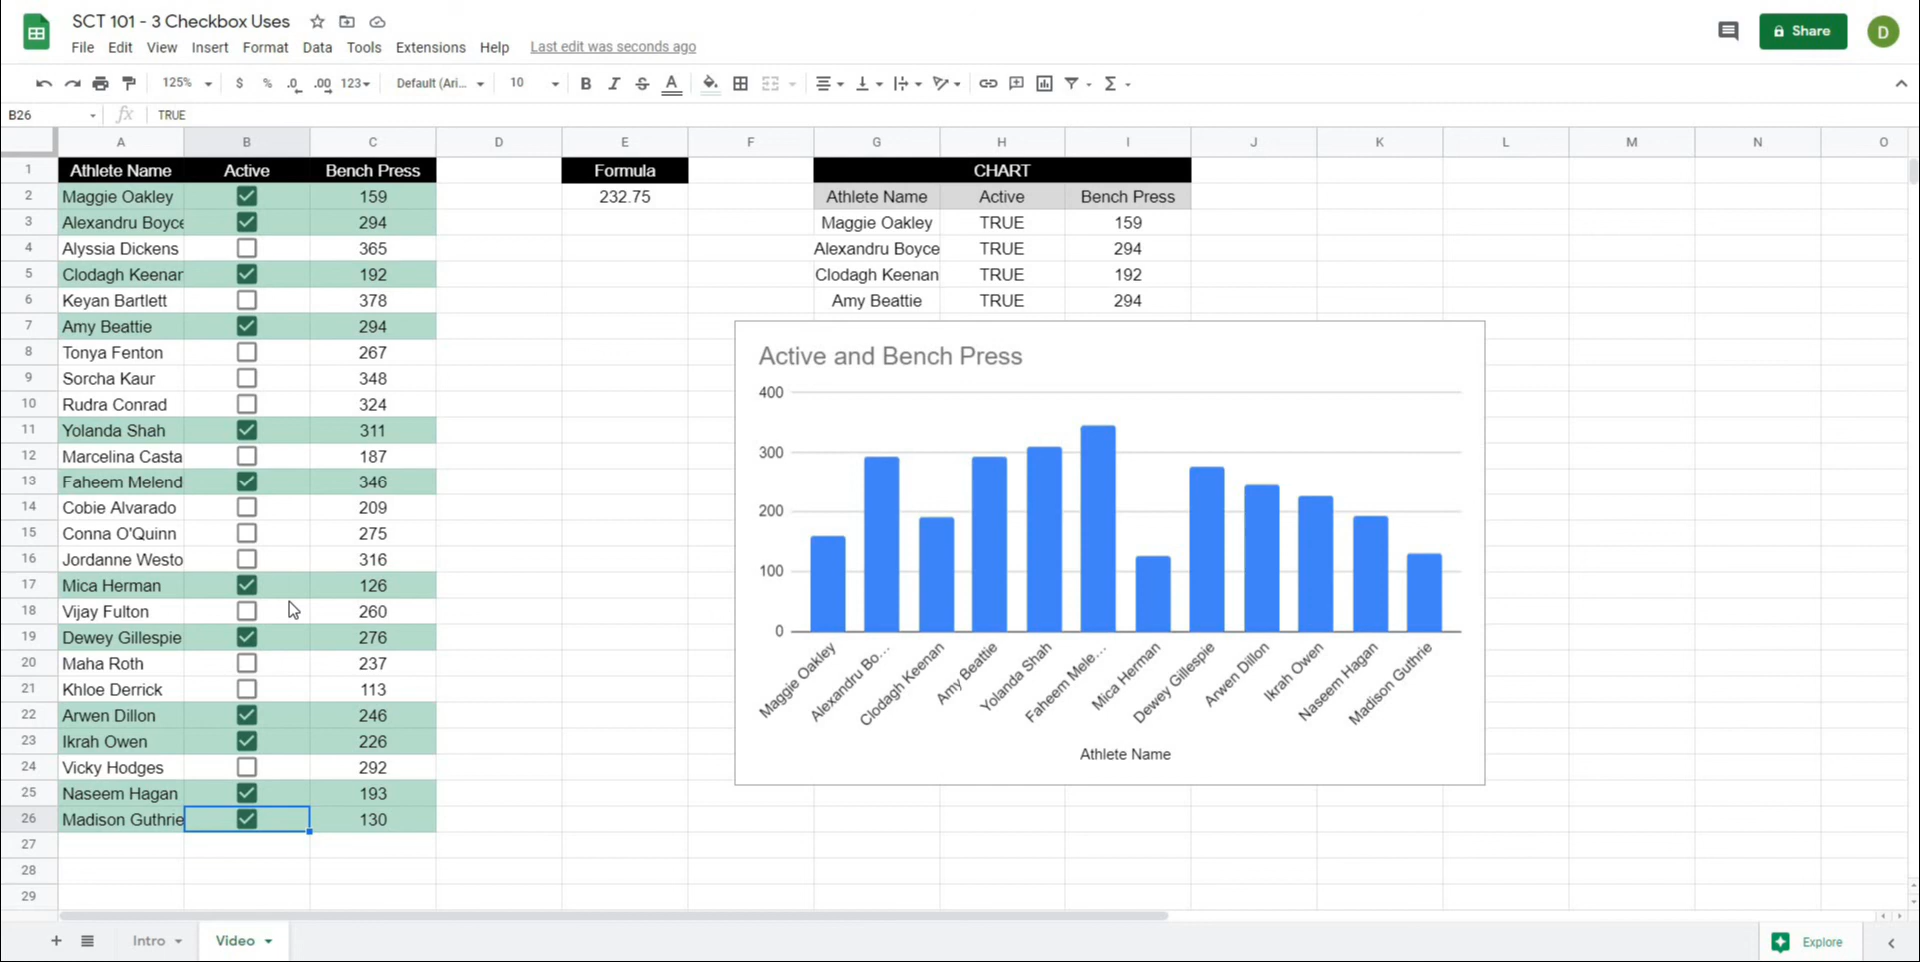 SCT 101 - 3 Checkbox Uses
File Edit View Insert Format Data Tools Extensions Help Last edit was seconds ago
Share
D
125% $ % .0 .00 123 Default (Ari... 10 B I S A Σ
B26 fx TRUE
A B C D E F G H I J K L M N O
1 Athlete Name Active Bench Press Formula CHART
2 Maggie Oakley 159 232.75 Athlete Name Active Bench Press
3 Alexandru Boyce 294 Maggie Oakley TRUE 159
4 Alyssia Dickens 365 Alexandru Boyce TRUE 294
5 Clodagh Keenan 192 Clodagh Keenan TRUE 192
6 Keyan Bartlett 378 Amy Beattie TRUE 294
7 Amy Beattie 294
8 Tonya Fenton 267
9 Sorcha Kaur 348
10 Rudra Conrad 324
11 Yolanda Shah 311
12 Marcelina Casta 187
13 Faheem Melend 346
14 Cobie Alvarado 209
15 Conna O'Quinn 275
16 Jordanne Westo 316
17 Mica Herman 126
18 Vijay Fulton 260
19 Dewey Gillespie 276
20 Maha Roth 237
21 Khloe Derrick 113
22 Arwen Dillon 246
23 Ikrah Owen 226
24 Vicky Hodges 292
25 Naseem Hagan 193
26 Madison Guthrie 130
27
28
29
Active and Bench Press
400
300
200
100
0
Maggie Oakley
Alexandru Bo...
Clodagh Keenan
Amy Beattie
Yolanda Shah
Faheem Mele...
Mica Herman
Dewey Gillespie
Arwen Dillon
Ikrah Owen
Naseem Hagan
Madison Guthrie
Athlete Name
Intro Video Explore